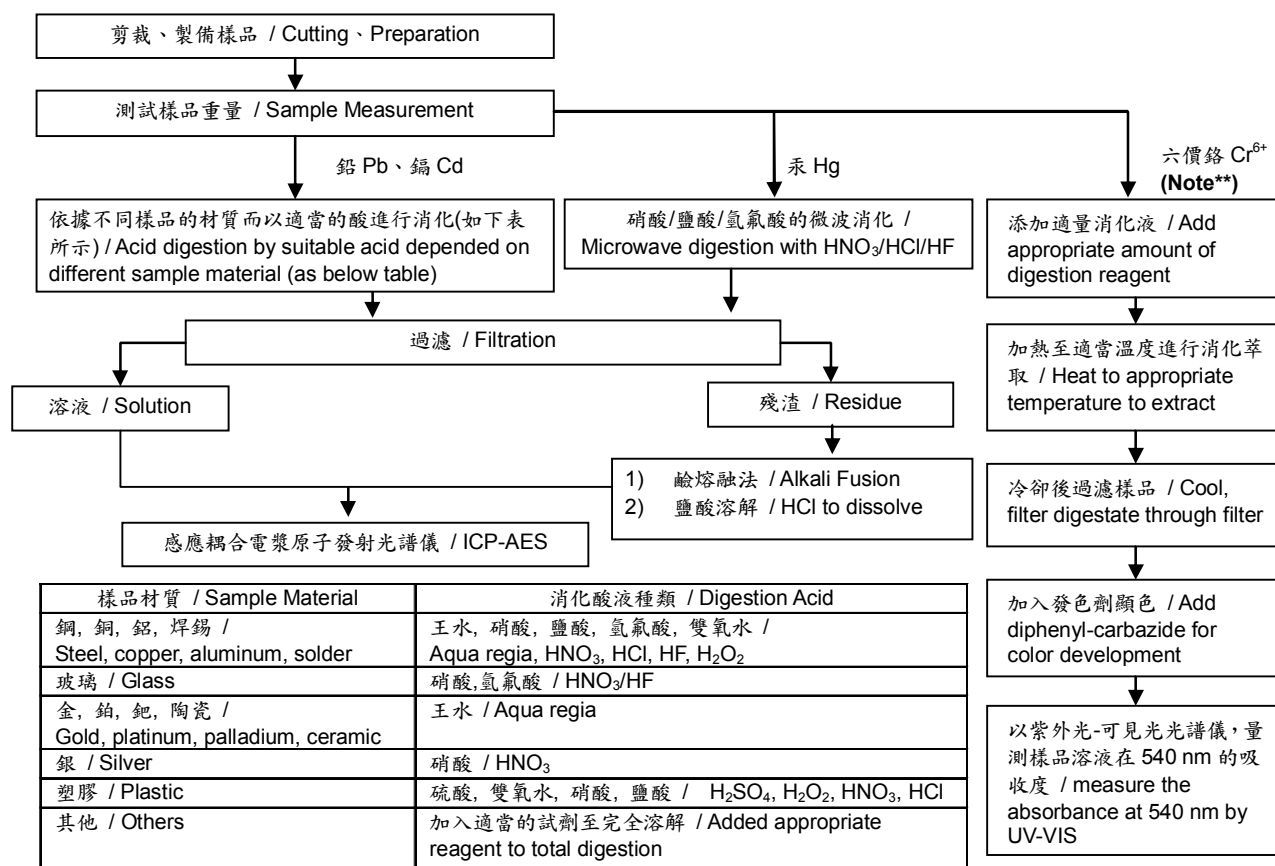 剪裁、製備樣品 / Cutting、Preparation
測試樣品重量 / Sample Measurement
鉛 Pb、鎘 Cd
汞 Hg
六價鉻 Cr⁶⁺
(Note**)
依據不同樣品的材質而以適當的酸進行消化(如下表
所示) / Acid digestion by suitable acid depended on
different sample material (as below table)
硝酸/鹽酸/氫氟酸的微波消化 /
Microwave digestion with HNO₃/HCl/HF
添加適量消化液 / Add
appropriate amount of
digestion reagent
過濾 / Filtration
加熱至適當溫度進行消化萃
取 / Heat to appropriate
temperature to extract
溶液 / Solution
殘渣 / Residue
1) 鹼熔融法 / Alkali Fusion
2) 鹽酸溶解 / HCl to dissolve
冷卻後過濾樣品 / Cool,
filter digestate through filter
感應耦合電漿原子發射光譜儀 / ICP-AES
加入發色劑顯色 / Add
diphenyl-carbazide for
color development
以紫外光-可見光光譜儀，量
測樣品溶液在 540 nm 的吸
收度 / measure the
absorbance at 540 nm by
UV-VIS
樣品材質 / Sample Material 消化酸液種類 / Digestion Acid
鋼, 銅, 鋁, 焊錫 / 王水, 硝酸, 鹽酸, 氫氟酸, 雙氧水 /
Steel, copper, aluminum, solder Aqua regia, HNO₃, HCl, HF, H₂O₂
玻璃 / Glass 硝酸,氫氟酸 / HNO₃/HF
金, 鉑, 鈀, 陶瓷 / 王水 / Aqua regia
Gold, platinum, palladium, ceramic
銀 / Silver 硝酸 / HNO₃
塑膠 / Plastic 硫酸, 雙氧水, 硝酸, 鹽酸 / H₂SO₄, H₂O₂, HNO₃, HCl
其他 / Others 加入適當的試劑至完全溶解 / Added appropriate
reagent to total digestion